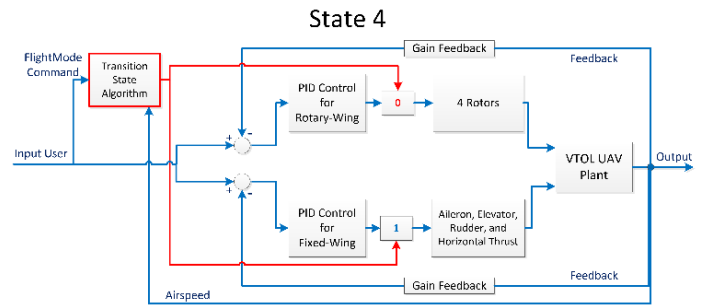 State 4
Gain Feedback
Feedback
FlightMode
Command
Transition
State
Algorithm
PID Control
for
Rotary-Wing
0
4 Rotors
+
-
Input User
VTOL UAV
Plant
Output
+
-
PID Control
for
Fixed-Wing
1
Aileron, Elevator,
Rudder, and
Horizontal Thrust
Gain Feedback
Feedback
Airspeed